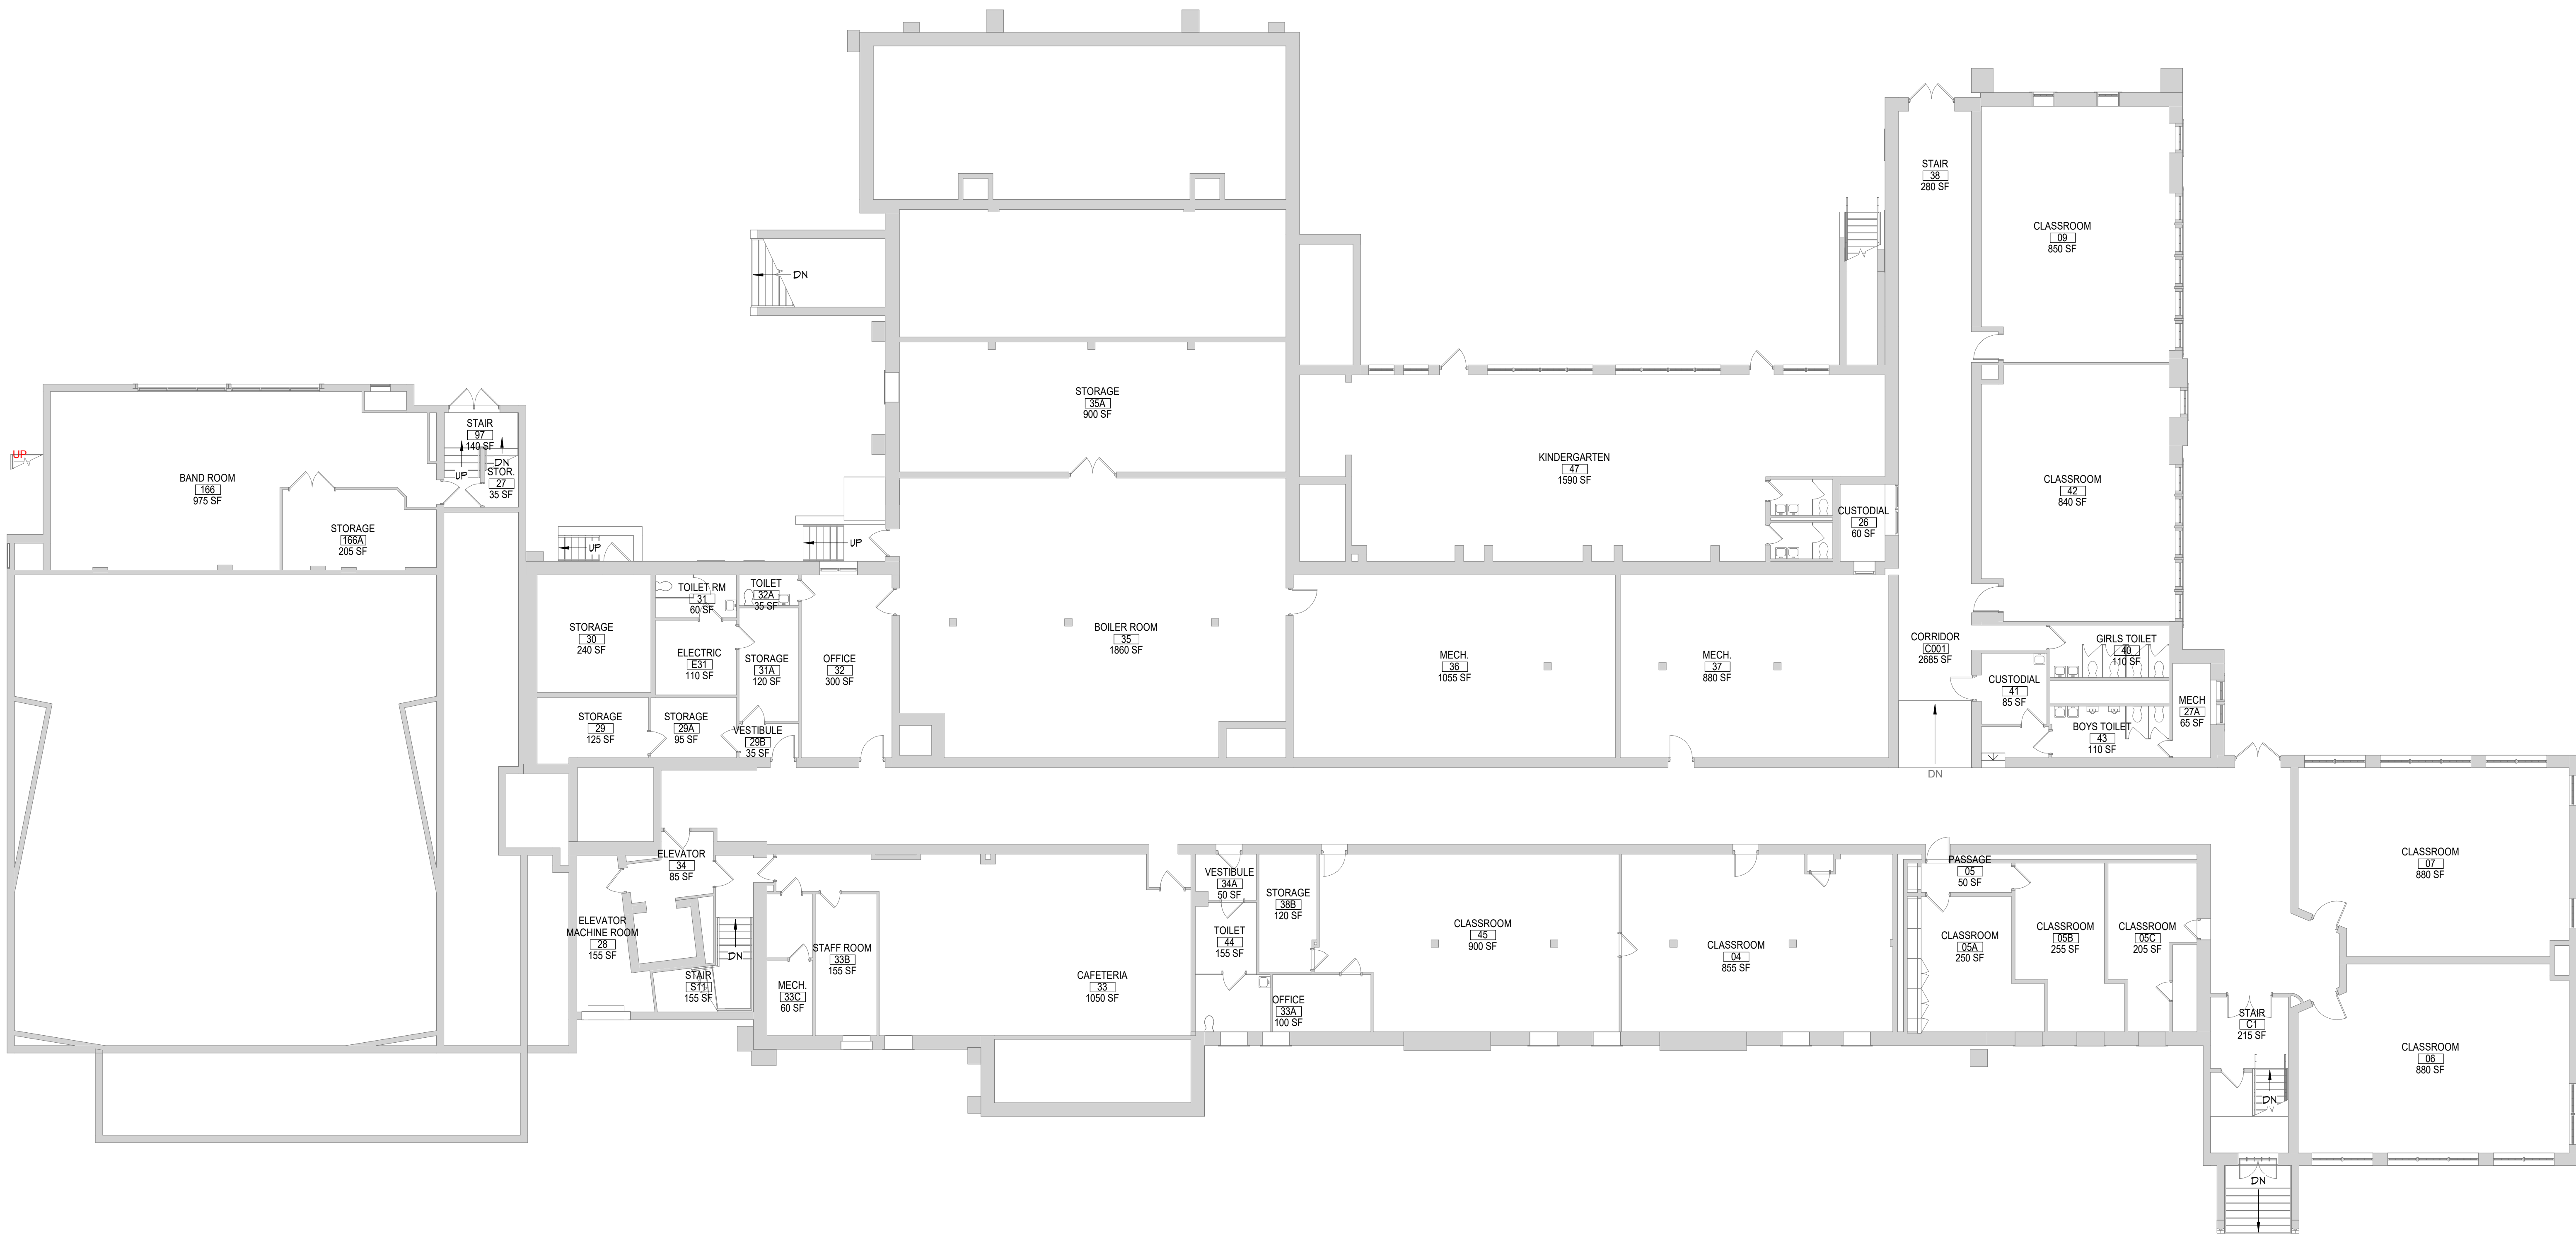 DN
STAIR
38
280 SF
CLASSROOM
09
850 SF
STORAGE
35A
900 SF
KINDERGARTEN
47
1590 SF
CLASSROOM
42
840 SF
CUSTODIAL
26
60 SF
UP
BAND ROOM
166
975 SF
STORAGE
166A
205 SF
STAIR
97
140 SF
UP
DN
STOR.
27
35 SF
UP
UP
STORAGE
30
240 SF
TOILET RM
31
60 SF
TOILET
32A
35 SF
ELECTRIC
E31
110 SF
STORAGE
31A
120 SF
OFFICE
32
300 SF
BOILER ROOM
35
1860 SF
MECH.
36
1055 SF
MECH.
37
880 SF
CORRIDOR
C001
2685 SF
GIRLS TOILET
40
110 SF
CUSTODIAL
41
85 SF
MECH
27A
65 SF
BOYS TOILET
43
110 SF
STORAGE
29
125 SF
STORAGE
29A
95 SF
VESTIBULE
29B
35 SF
DN
ELEVATOR
34
85 SF
ELEVATOR
MACHINE ROOM
28
155 SF
STAIR
S11
155 SF
DN
MECH.
33C
60 SF
STAFF ROOM
33B
155 SF
CAFETERIA
33
1050 SF
VESTIBULE
34A
50 SF
TOILET
44
155 SF
STORAGE
38B
120 SF
OFFICE
33A
100 SF
CLASSROOM
45
900 SF
CLASSROOM
04
855 SF
PASSAGE
05
50 SF
CLASSROOM
05A
250 SF
CLASSROOM
05B
255 SF
CLASSROOM
05C
205 SF
CLASSROOM
07
880 SF
STAIR
C1
215 SF
DN
CLASSROOM
06
880 SF
DN